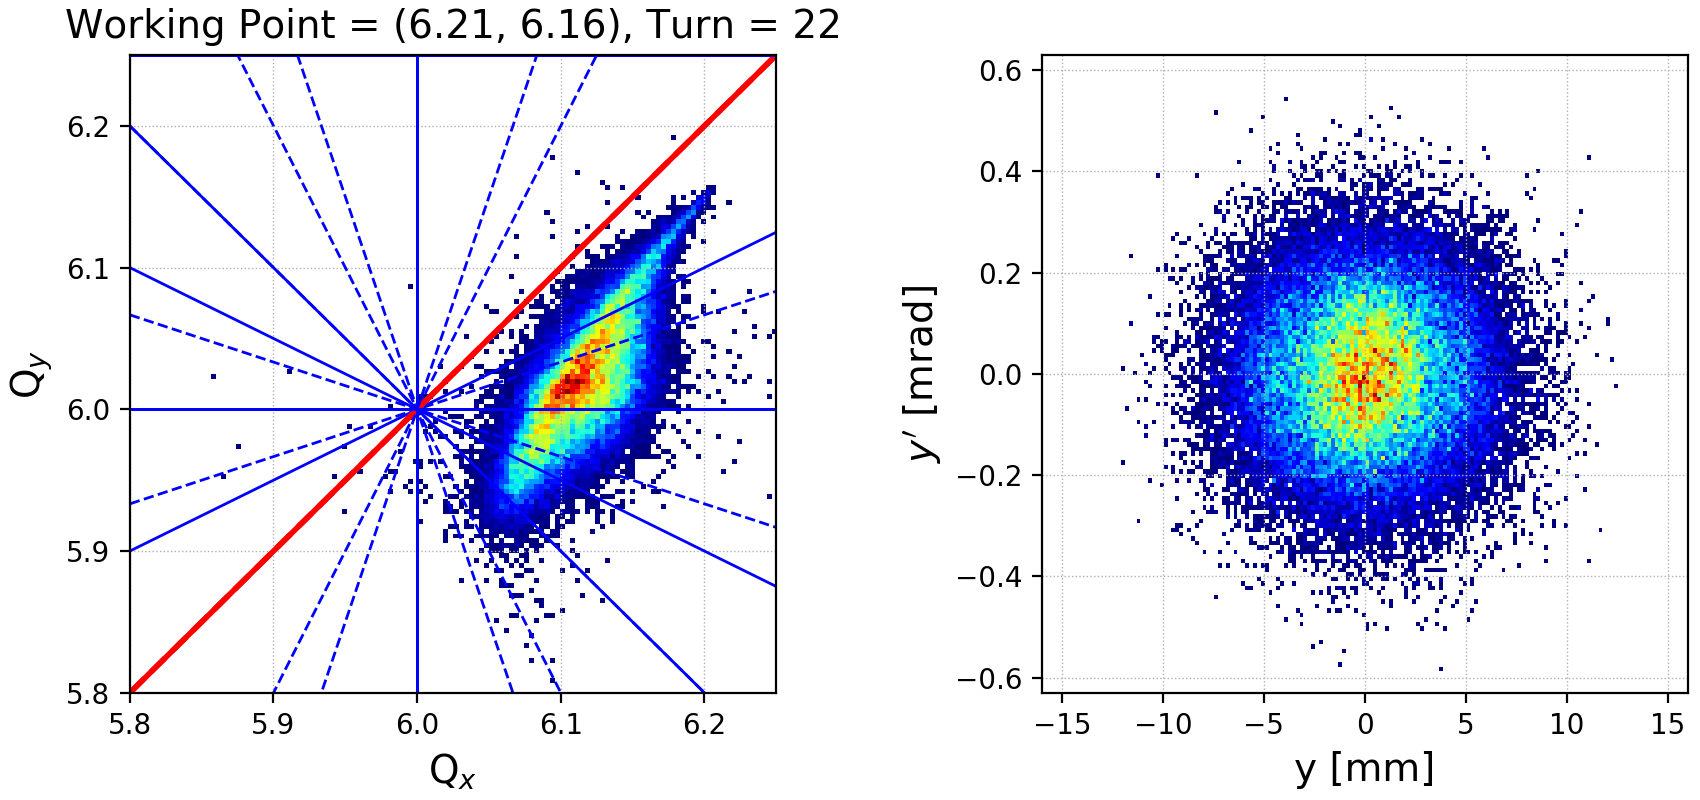 Working Point = (6.21, 6.16), Turn = 22
6.2
6.1
6.0
5.9
5.8
Q_y
5.8 5.9 6.0 6.1 6.2
Q_x
0.6
0.4
0.2
0.0
−0.2
−0.4
−0.6
y′ [mrad]
−15 −10 −5 0 5 10 15
y [mm]